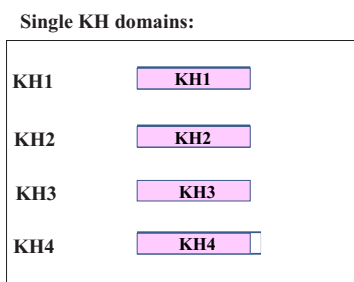 Single KH domains:
KH1 KH1
KH2 KH2
KH3 KH3
KH4 KH4